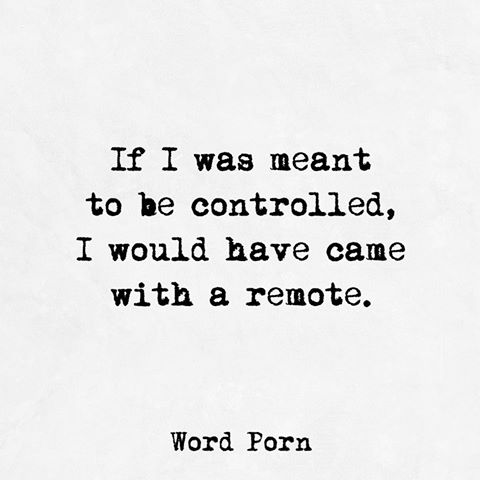 If I was meant
to be controlled,
I would have came
with a remote.
Word Porn